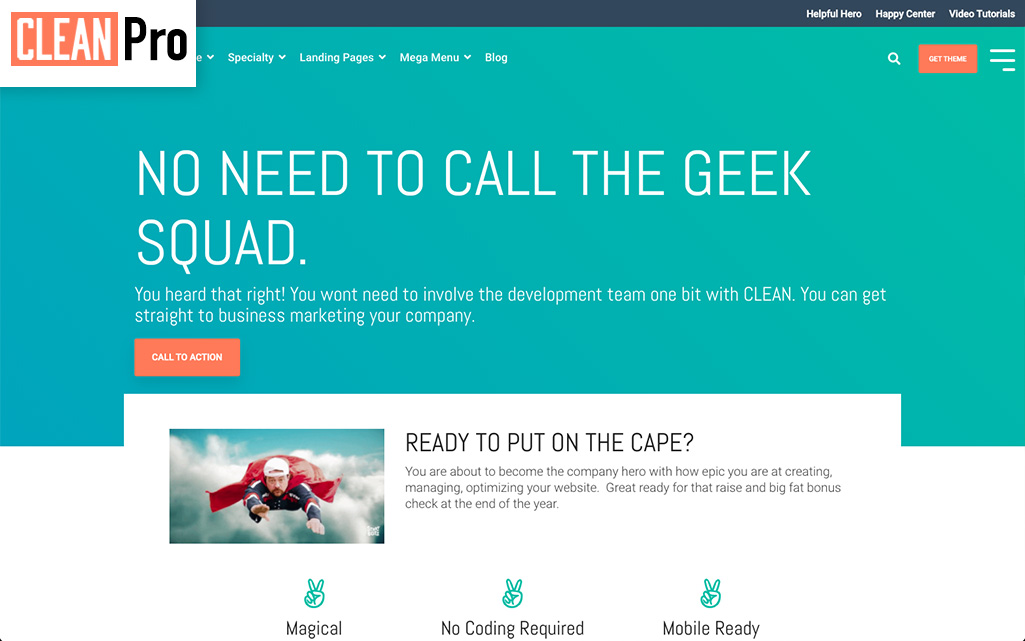 Helpful Hero Happy Center Video Tutorials
CLEAN Pro
e Specialty Landing Pages Mega Menu Blog
GET THEME
NO NEED TO CALL THE GEEK
SQUAD.
You heard that right! You wont need to involve the development team one bit with CLEAN. You can get
straight to business marketing your company.
CALL TO ACTION
READY TO PUT ON THE CAPE?
You are about to become the company hero with how epic you are at creating,
managing, optimizing your website. Great ready for that raise and big fat bonus
check at the end of the year.
Magical No Coding Required Mobile Ready